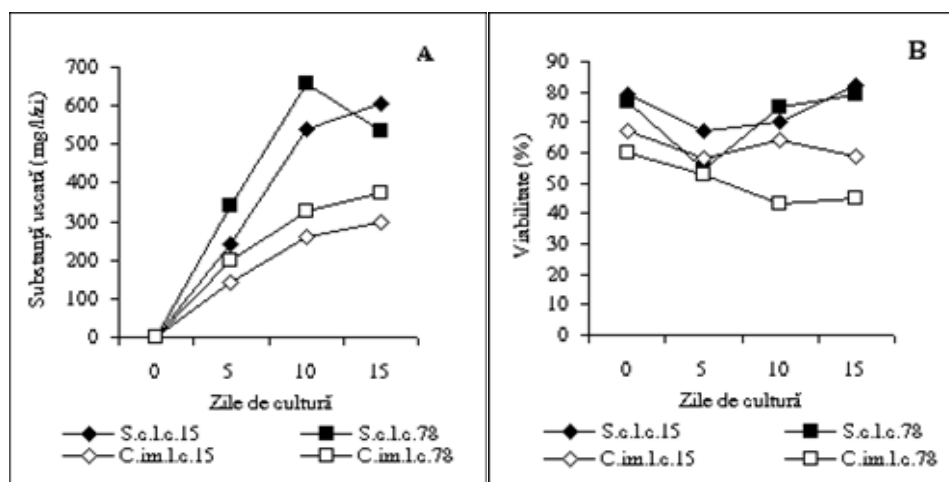 A
Substanță uscată (mg/l/zi)
700
600
500
400
300
200
100
0
0 5 10 15
Zile de cultură
S.c.l.c.15 S.c.l.c.78
C.im.l.c.15 C.im.l.c.78
B
Viabilitate (%)
90
80
70
60
50
40
30
20
10
0
0 5 10 15
Zile de cultură
S.c.l.c.15 S.c.l.c.78
C.im.l.c.15 C.im.l.c.78